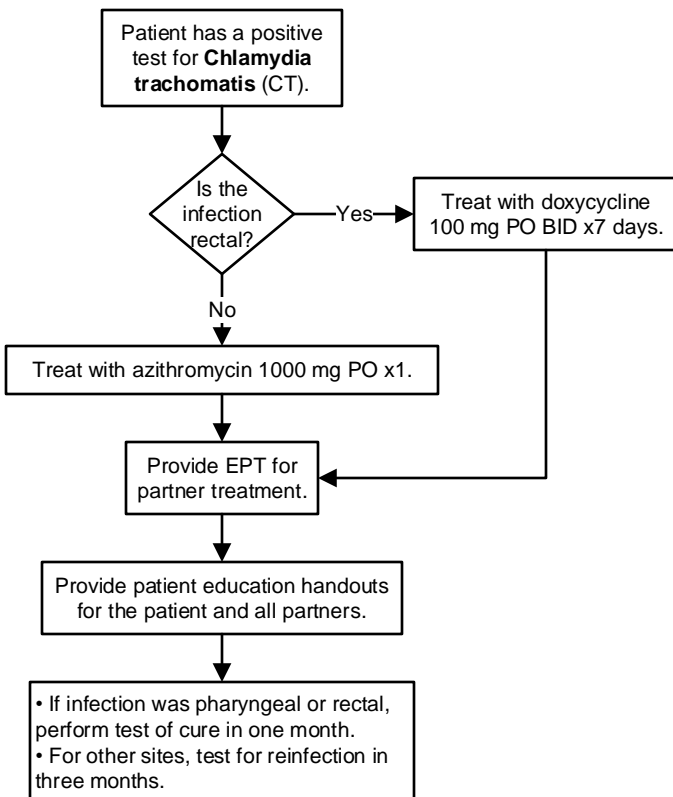 Patient has a positive
test for Chlamydia
trachomatis (CT).
Is the
infection
rectal?
Yes
Treat with doxycycline
100 mg PO BID x7 days.
No
Treat with azithromycin 1000 mg PO x1.
Provide EPT for
partner treatment.
Provide patient education handouts
for the patient and all partners.
• If infection was pharyngeal or rectal,
perform test of cure in one month.
• For other sites, test for reinfection in
three months.